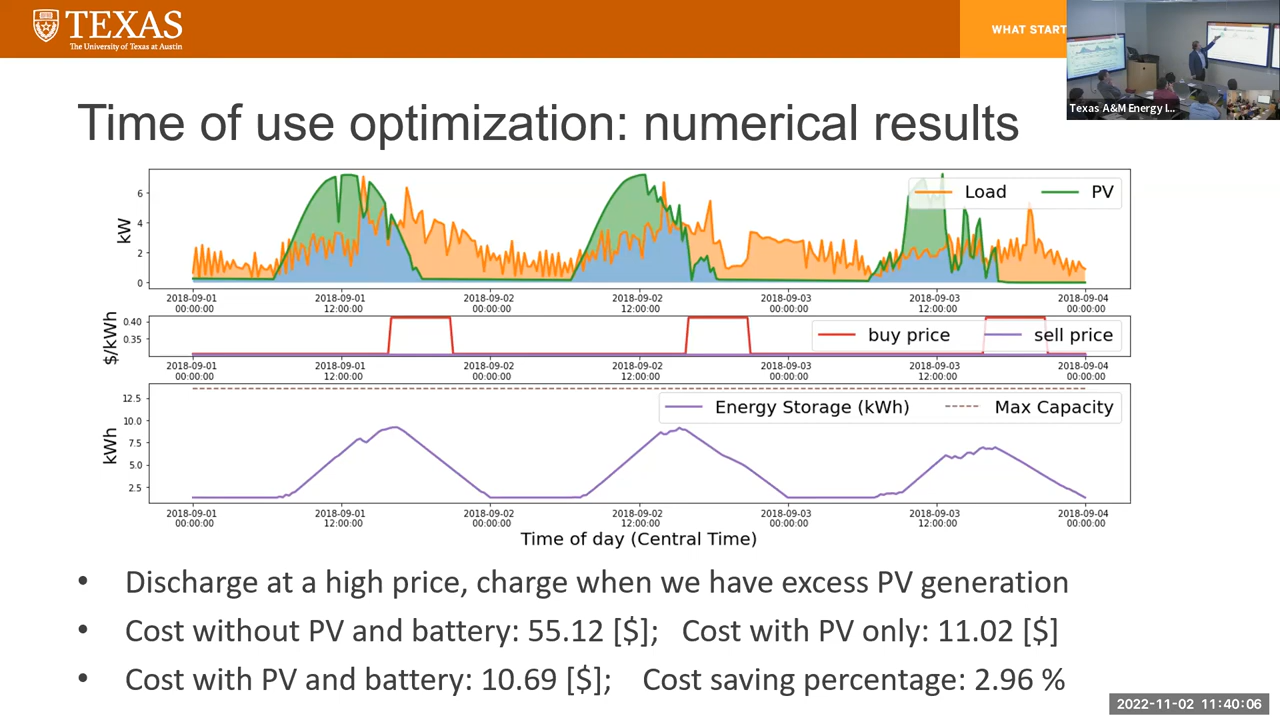 TEXAS
The University of Texas at Austin
WHAT START
Texas A&M Energy I...
Time of use optimization: numerical results
Load PV
kW
6
4
2
0
2018-09-01 2018-09-01 2018-09-02 2018-09-02 2018-09-03 2018-09-03 2018-09-04
00:00:00 12:00:00 00:00:00 12:00:00 00:00:00 12:00:00 00:00:00
$/kWh
0.40
0.35
buy price sell price
2018-09-01 2018-09-01 2018-09-02 2018-09-02 2018-09-03 2018-09-03 2018-09-04
00:00:00 12:00:00 00:00:00 12:00:00 00:00:00 12:00:00 00:00:00
kWh
12.5
10.0
7.5
5.0
2.5
Energy Storage (kWh) Max Capacity
2018-09-01 2018-09-01 2018-09-02 2018-09-02 2018-09-03 2018-09-03 2018-09-04
00:00:00 12:00:00 00:00:00 12:00:00 00:00:00 12:00:00 00:00:00
Time of day (Central Time)
• Discharge at a high price, charge when we have excess PV generation
• Cost without PV and battery: 55.12 [$]; Cost with PV only: 11.02 [$]
• Cost with PV and battery: 10.69 [$]; Cost saving percentage: 2.96 %
2022-11-02 11:40:06